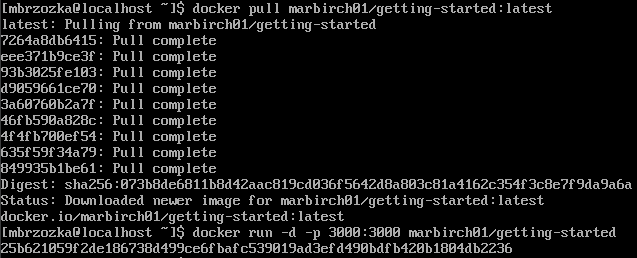 [mbrzozka@localhost ~]$ docker pull marbirch01/getting-started:latest
latest: Pulling from marbirch01/getting-started
7264a8db6415: Pull complete
eee371b9ce3f: Pull complete
93b3025fe103: Pull complete
d9059661ce70: Pull complete
3a60760b2a7f: Pull complete
46fb590a828c: Pull complete
4f4fb700ef54: Pull complete
635f59f34a79: Pull complete
849935b1be61: Pull complete
Digest: sha256:073b8de6811b8d42aac819cd036f5642d8a803c81a4162c354f3c8e7f9da9a6a
Status: Downloaded newer image for marbirch01/getting-started:latest
docker.io/marbirch01/getting-started:latest
[mbrzozka@localhost ~]$ docker run -d -p 3000:3000 marbirch01/getting-started
25b621059f2de186738d499ce6fbafc539019ad3efd490bdfb420b1804db2236